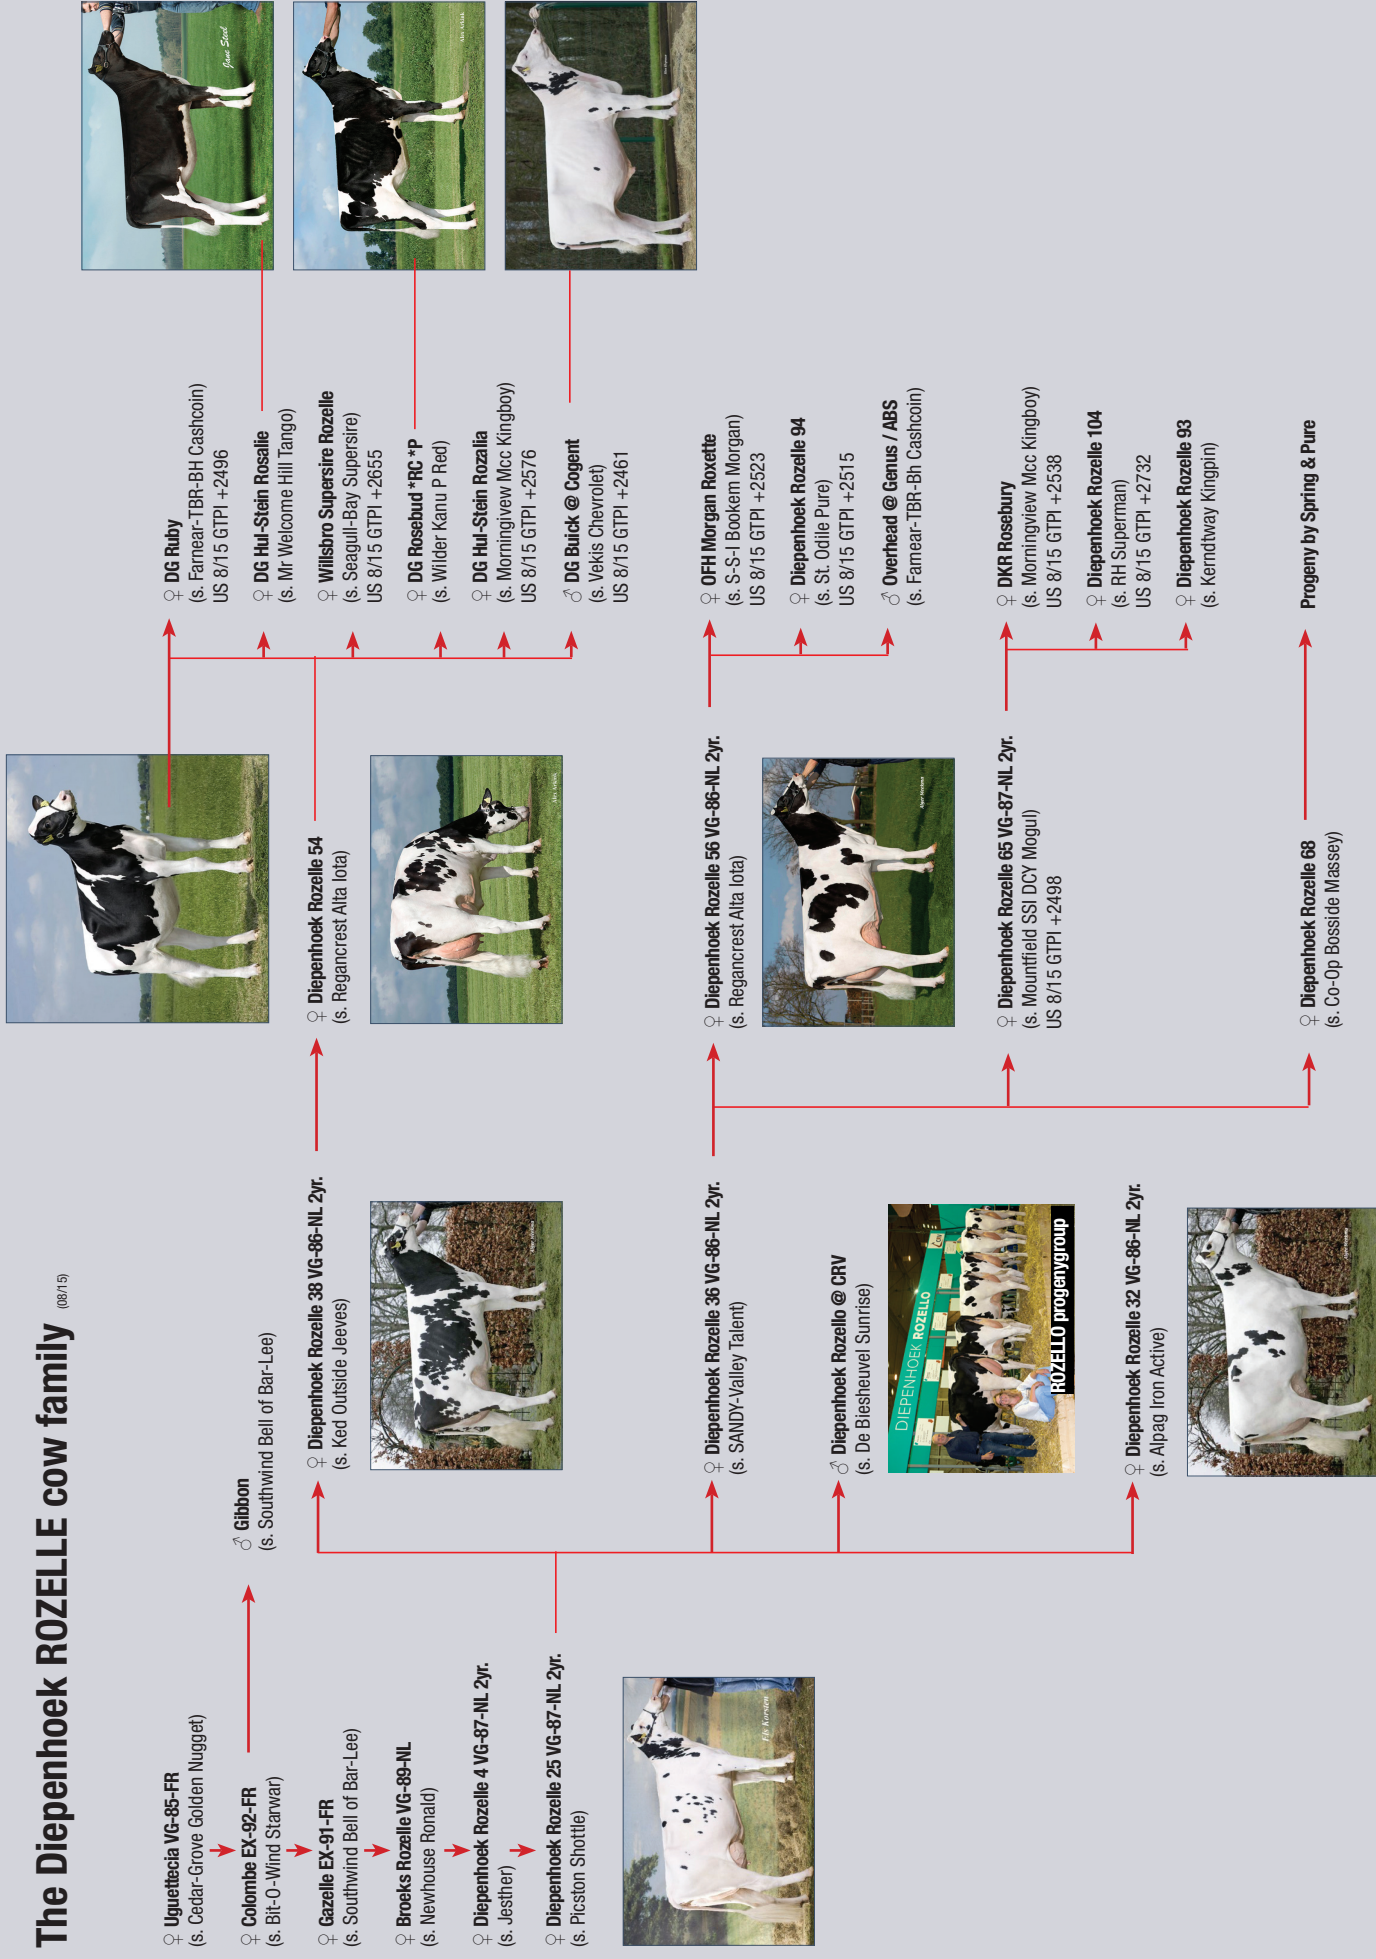 The Diepenhoek ROZELLE cow family (08/15)
♀ Uguettecia VG-85-FR
(s. Cedar-Grove Golden Nugget)
♀ Colombe EX-92-FR
(s. Bit-O-Wind Starwar)
♀ Gazelle EX-91-FR
(s. Southwind Bell of Bar-Lee)
♀ Broeks Rozelle VG-89-NL
(s. Newhouse Ronald)
♀ Diepenhoek Rozelle 4 VG-87-NL 2yr.
(s. Jesther)
♀ Diepenhoek Rozelle 25 VG-87-NL 2yr.
(s. Picston Shottle)
Els Korsten
♂ Gibbon
(s. Southwind Bell of Bar-Lee)
♀ Diepenhoek Rozelle 38 VG-86-NL 2yr.
(s. Ked Outside Jeeves)
♀ Diepenhoek Rozelle 36 VG-86-NL 2yr.
(s. SANDY-Valley Talent)
♂ Diepenhoek Rozello @ CRV
(s. De Biesheuvel Sunrise)
DIEPENHOEK ROZELLO
ROZELLO progenygroup
♀ Diepenhoek Rozelle 32 VG-86-NL 2yr.
(s. Alpag Iron Active)
♀ Diepenhoek Rozelle 54
(s. Regancrest Alta Iota)
♀ Diepenhoek Rozelle 56 VG-86-NL 2yr.
(s. Regancrest Alta Iota)
♀ Diepenhoek Rozelle 65 VG-87-NL 2yr.
(s. Mountfield SSI DCY Mogul)
US 8/15 GTPI +2498
♀ Diepenhoek Rozelle 68
(s. Co-Op Bosside Massey)
♀ DG Ruby
(s. Farnear-TBR-BH Cashcoin)
US 8/15 GTPI +2496
♀ DG Hul-Stein Rosalie
(s. Mr Welcome Hill Tango)
♀ Willsbro Supersire Rozelle
(s. Seagull-Bay Supersire)
US 8/15 GTPI +2655
♀ DG Rosebud *RC *P
(s. Wilder Kanu P Red)
♀ DG Hul-Stein Rozalia
(s. Morningivew Mcc Kingboy)
US 8/15 GTPI +2576
♂ DG Buick @ Cogent
(s. Vekis Chevrolet)
US 8/15 GTPI +2461
♀ OFH Morgan Roxette
(s. S-S-I Bookem Morgan)
US 8/15 GTPI +2523
♀ Diepenhoek Rozelle 94
(s. St. Odile Pure)
US 8/15 GTPI +2515
♂ Overhead @ Genus / ABS
(s. Farnear-TBR-Bh Cashcoin)
♀ DKR Rosebury
(s. Morningview Mcc Kingboy)
US 8/15 GTPI +2538
♀ Diepenhoek Rozelle 104
(s. RH Superman)
US 8/15 GTPI +2732
♀ Diepenhoek Rozelle 93
(s. Kerndtway Kingpin)
Progeny by Spring & Pure
Jane Steel
Alex Arkink